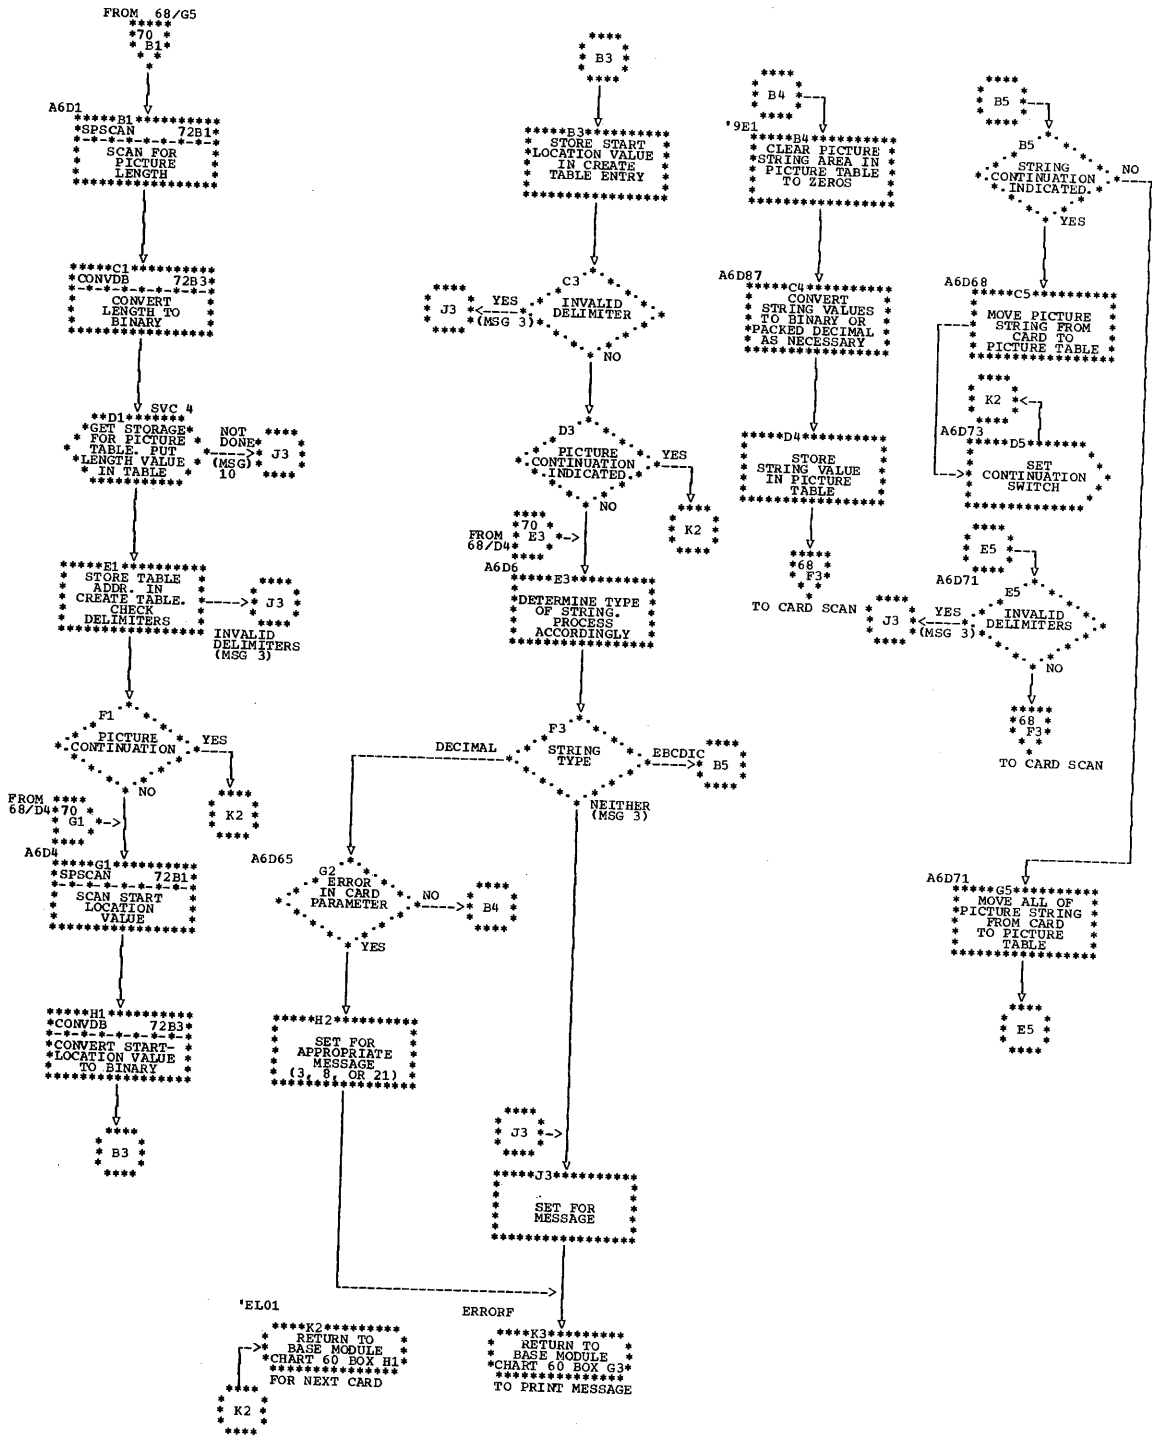 FROM 68/G5
70
B1
A6D1
B1
SPSCAN 72B1
SCAN FOR
PICTURE
LENGTH
C1
CONVDB 72B3
CONVERT
LENGTH TO
BINARY
SVC 4
D1
GET STORAGE
FOR PICTURE
TABLE. PUT
LENGTH VALUE
IN TABLE
NOT
DONE
(MSG)
10
J3
E1
STORE TABLE
ADDR. IN
CREATE TABLE.
CHECK
DELIMITERS
J3
INVALID
DELIMITERS
(MSG 3)
F1
PICTURE
CONTINUATION
YES
NO
K2
FROM
68/D4
70
G1
A6D4
G1
SPSCAN 72B1
SCAN START
LOCATION
VALUE
H1
CONVDB 72B3
CONVERT START-
LOCATION VALUE
TO BINARY
B3
B3
B3
STORE START
LOCATION VALUE
IN CREATE
TABLE ENTRY
C3
INVALID
DELIMITER
YES
(MSG 3)
J3
NO
D3
PICTURE
CONTINUATION
INDICATED
YES
K2
NO
FROM
68/D4
70
E3
A6D6
E3
DETERMINE TYPE
OF STRING.
PROCESS
ACCORDINGLY
F3
STRING
TYPE
DECIMAL
EBCDIC
B5
NEITHER
(MSG 3)
A6D65
G2
ERROR
IN CARD
PARAMETER
NO
B4
YES
H2
SET FOR
APPROPRIATE
MESSAGE
(3, 8, OR 21)
J3
J3
SET FOR
MESSAGE
'EL01
K2
RETURN TO
BASE MODULE
CHART 60 BOX H1
FOR NEXT CARD
K2
ERRORF
K3
RETURN TO
BASE MODULE
CHART 60 BOX G3
TO PRINT MESSAGE
B4
'9E1
B4
CLEAR PICTURE
STRING AREA IN
PICTURE TABLE
TO ZEROS
A6D87
C4
CONVERT
STRING VALUES
TO BINARY OR
PACKED DECIMAL
AS NECESSARY
D4
STORE
STRING VALUE
IN PICTURE
TABLE
68
F3
TO CARD SCAN
B5
B5
STRING
CONTINUATION
INDICATED.
NO
YES
A6D68
C5
MOVE PICTURE
STRING FROM
CARD TO
PICTURE TABLE
K2
A6D73
D5
SET
CONTINUATION
SWITCH
E5
A6D71
E5
INVALID
DELIMITERS
YES
(MSG 3)
J3
NO
68
F3
TO CARD SCAN
A6D71
G5
MOVE ALL OF
PICTURE STRING
FROM CARD
TO PICTURE
TABLE
E5